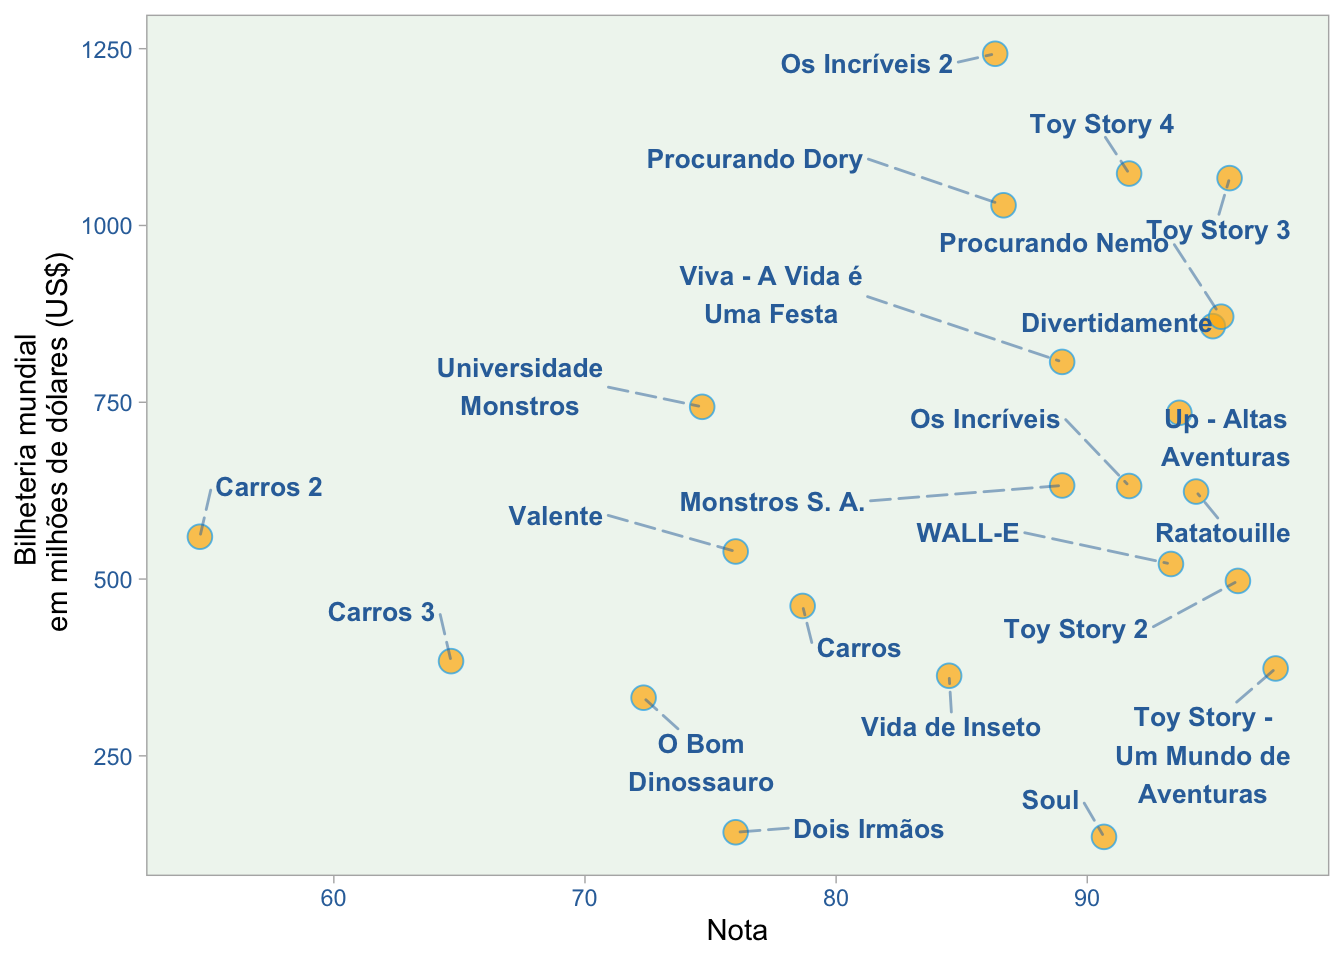 1250
1000
750
500
250
Bilheteria mundial
em milhões de dólares (US$)
Os Incríveis 2
Toy Story 4
Procurando Dory
Toy Story 3
Procurando Nemo
Viva - A Vida é
Uma Festa
Divertidamente
Universidade
Monstros
Os Incríveis
Up - Altas
Aventuras
Carros 2
Monstros S. A.
Valente
WALL-E
Ratatouille
Carros 3
Toy Story 2
Carros
Vida de Inseto
Toy Story -
Um Mundo de
Aventuras
O Bom
Dinossauro
Soul
Dois Irmãos
60
70
80
90
Nota